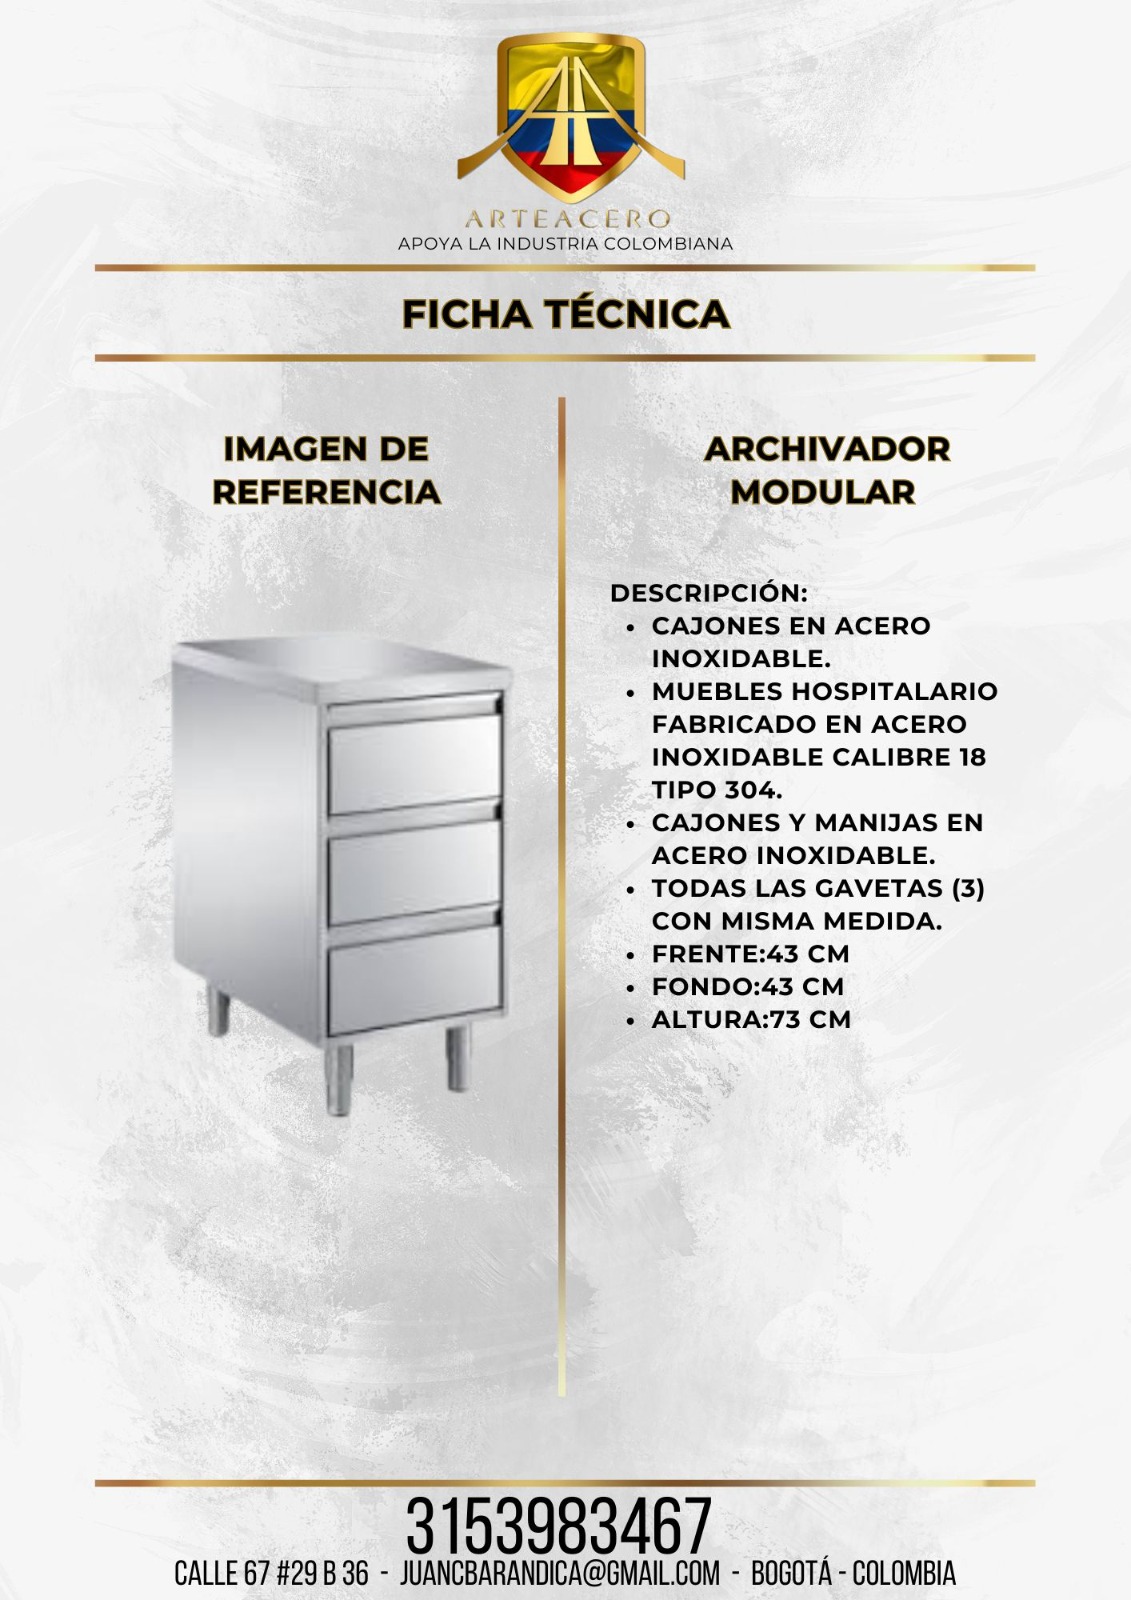 ARTEACERO
APOYA LA INDUSTRIA COLOMBIANA
FICHA TÉCNICA
IMAGEN DE
REFERENCIA
ARCHIVADOR
MODULAR
DESCRIPCIÓN:
• CAJONES EN ACERO
INOXIDABLE.
• MUEBLES HOSPITALARIO
FABRICADO EN ACERO
INOXIDABLE CALIBRE 18
TIPO 304.
• CAJONES Y MANIJAS EN
ACERO INOXIDABLE.
• TODAS LAS GAVETAS (3)
CON MISMA MEDIDA.
• FRENTE:43 CM
• FONDO:43 CM
• ALTURA:73 CM
3153983467
CALLE 67 #29 B 36 - JUANCBARANDICA@GMAIL.COM - BOGOTÁ - COLOMBIA